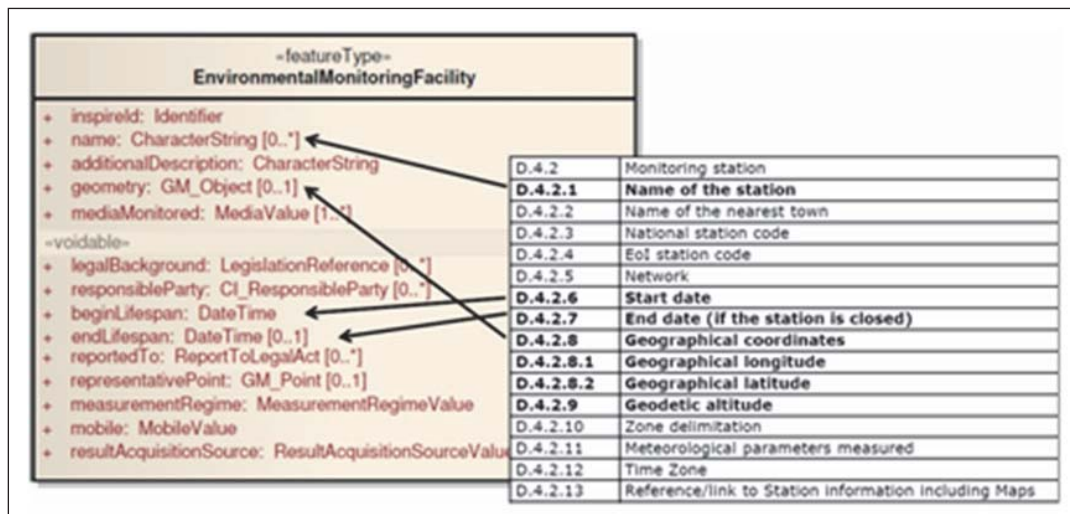 «featureType»
EnvironmentalMonitoringFacility
+ inspireId: Identifier
+ name: CharacterString [0..*]
+ additionalDescription: CharacterString
+ geometry: GM_Object [0..1]
+ mediaMonitored: MediaValue [1..*]
«voidable»
+ legalBackground: LegislationReference [0..*]
+ responsibleParty: CI_ResponsibleParty [0..*]
+ beginLifespan: DateTime
+ endLifespan: DateTime [0..1]
+ reportedTo: ReportToLegalAct [0..*]
+ representativePoint: GM_Point [0..1]
+ measurementRegime: MeasurementRegimeValue
+ mobile: MobileValue
+ resultAcquisitionSource: ResultAcquisitionSourceValue
D.4.2 Monitoring station
D.4.2.1 Name of the station
D.4.2.2 Name of the nearest town
D.4.2.3 National station code
D.4.2.4 EoI station code
D.4.2.5 Network
D.4.2.6 Start date
D.4.2.7 End date (if the station is closed)
D.4.2.8 Geographical coordinates
D.4.2.8.1 Geographical longitude
D.4.2.8.2 Geographical latitude
D.4.2.9 Geodetic altitude
D.4.2.10 Zone delimitation
D.4.2.11 Meteorological parameters measured
D.4.2.12 Time Zone
D.4.2.13 Reference/link to Station information including Maps